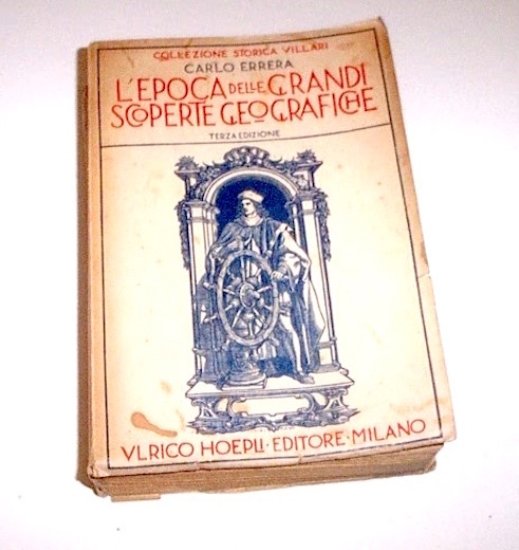 COLLEZIONE STORICA VILLARI
CARLO ERRERA
L'EPOCA DELLE GRANDI
SCOPERTE GEOGRAFICHE
TERZA EDIZIONE
VLRICO HOEPLI · EDITORE · MILANO